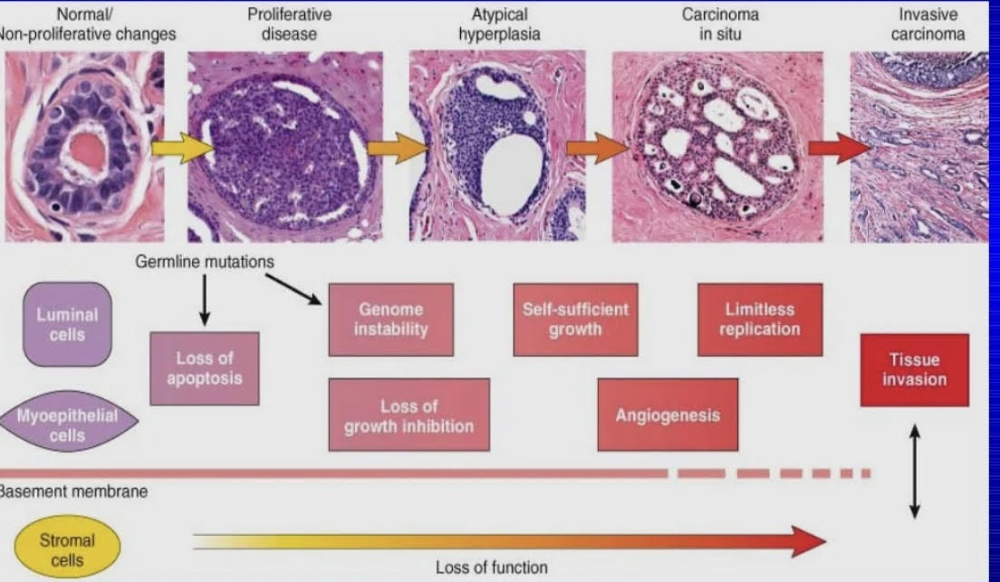 Normal/
Non-proliferative changes
Proliferative
disease
Atypical
hyperplasia
Carcinoma
in situ
Invasive
carcinoma
Germline mutations
Luminal
cells
Loss of
apoptosis
Genome
instability
Self-sufficient
growth
Limitless
replication
Tissue
invasion
Myoepithelial
cells
Loss of
growth inhibition
Angiogenesis
Basement membrane
Stromal
cells
Loss of function